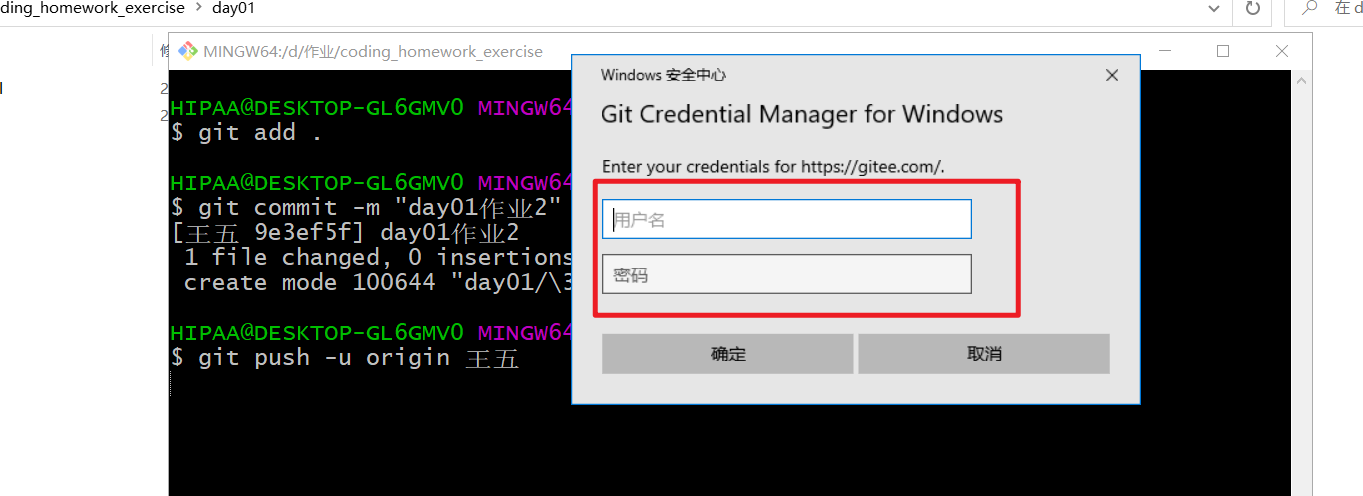 ding_homework_exercise > day01
在 d
MINGW64:/d/作业/coding_homework_exercise
HIPAA@DESKTOP-GL6GMV0 MINGW64
$ git add .
HIPAA@DESKTOP-GL6GMV0 MINGW64
$ git commit -m "day01作业2"
[王五 9e3ef5f] day01作业2
1 file changed, 0 insertions
create mode 100644 "day01/\3
HIPAA@DESKTOP-GL6GMV0 MINGW64
$ git push -u origin 王五
Windows 安全中心
Git Credential Manager for Windows
Enter your credentials for https://gitee.com/.
用户名
密码
确定
取消